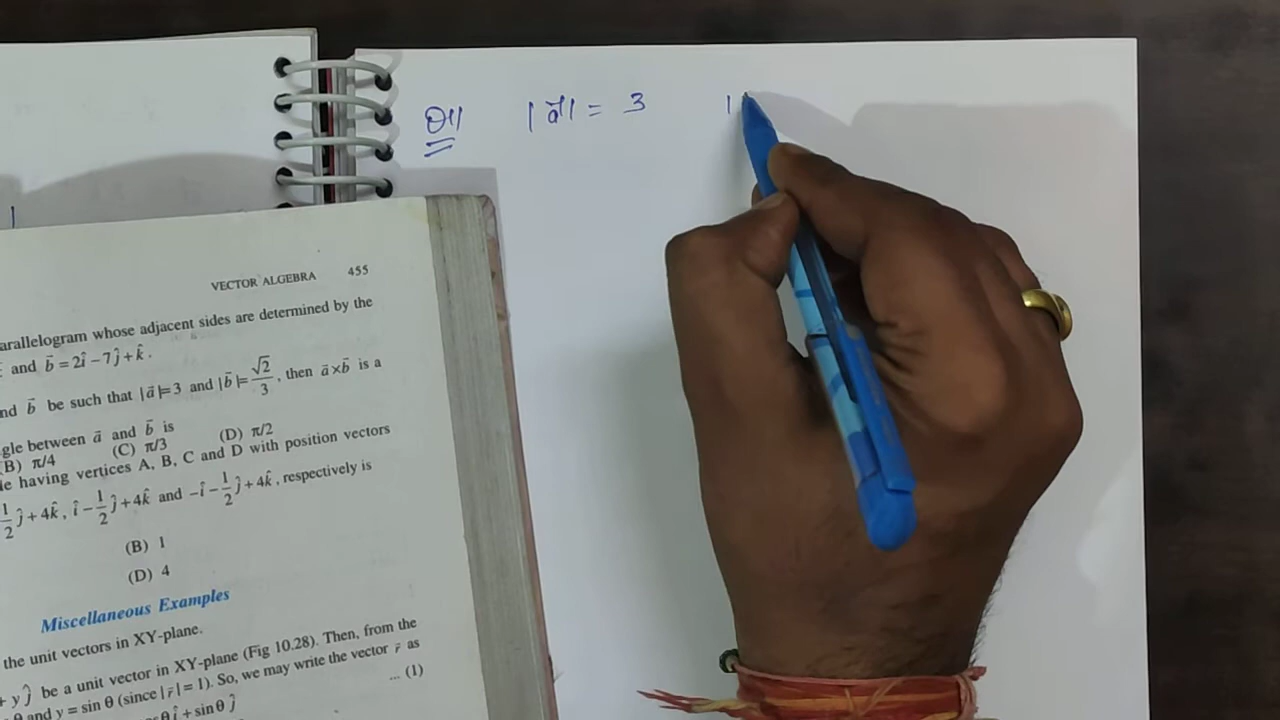 Q|| |a⃗| = 3 |
VECTOR ALGEBRA 455
arallelogram whose adjacent sides are determined by the
and b⃗ = 2î – 7ĵ + k̂ .
nd b⃗ be such that |a⃗|=3 and |b⃗|=√2/3, then a⃗×b⃗ is a
gle between a⃗ and b⃗ is
(B) π/4 (C) π/3 (D) π/2
le having vertices A, B, C and D with position vectors
1/2 ĵ + 4k̂ , î – 1/2 ĵ + 4k̂ and –î – 1/2 ĵ + 4k̂ , respectively is
(B) 1
(D) 4
Miscellaneous Examples
the unit vectors in XY-plane.
+ y ĵ be a unit vector in XY-plane (Fig 10.28). Then, from the
θ and y = sin θ (since |r⃗| = 1). So, we may write the vector r⃗ as
... (1)
θ î + sinθ ĵ